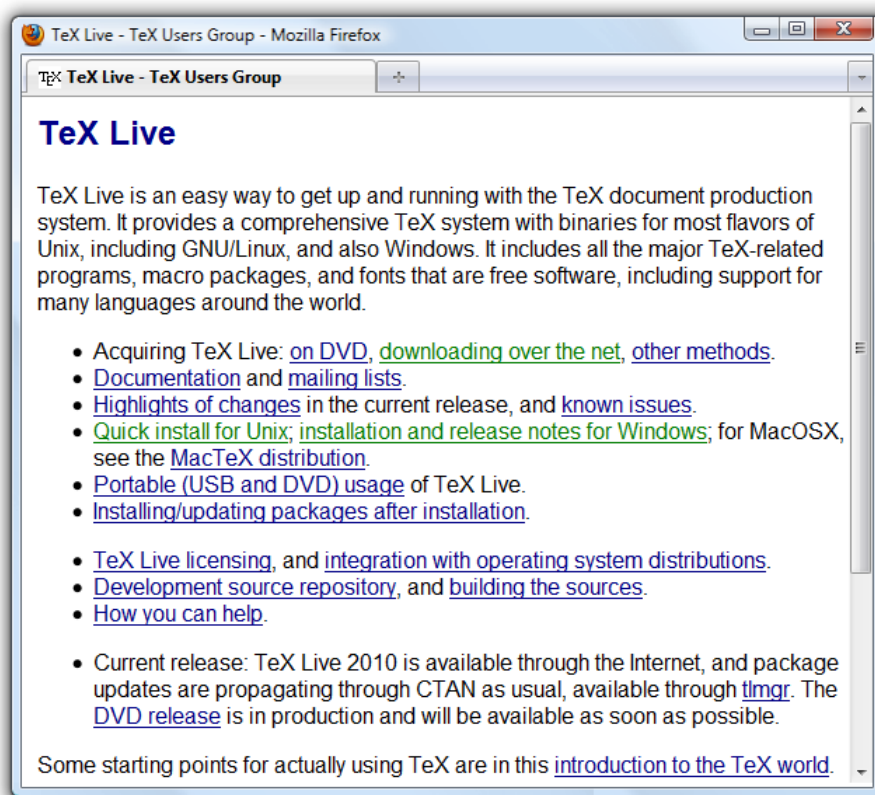 TeX Live - TeX Users Group - Mozilla Firefox
TEX TeX Live - TeX Users Group
TeX Live
TeX Live is an easy way to get up and running with the TeX document production
system. It provides a comprehensive TeX system with binaries for most flavors of
Unix, including GNU/Linux, and also Windows. It includes all the major TeX-related
programs, macro packages, and fonts that are free software, including support for
many languages around the world.
• Acquiring TeX Live: on DVD, downloading over the net, other methods.
• Documentation and mailing lists.
• Highlights of changes in the current release, and known issues.
• Quick install for Unix; installation and release notes for Windows; for MacOSX,
see the MacTeX distribution.
• Portable (USB and DVD) usage of TeX Live.
• Installing/updating packages after installation.
• TeX Live licensing, and integration with operating system distributions.
• Development source repository, and building the sources.
• How you can help.
• Current release: TeX Live 2010 is available through the Internet, and package
updates are propagating through CTAN as usual, available through tlmgr. The
DVD release is in production and will be available as soon as possible.
Some starting points for actually using TeX are in this introduction to the TeX world.